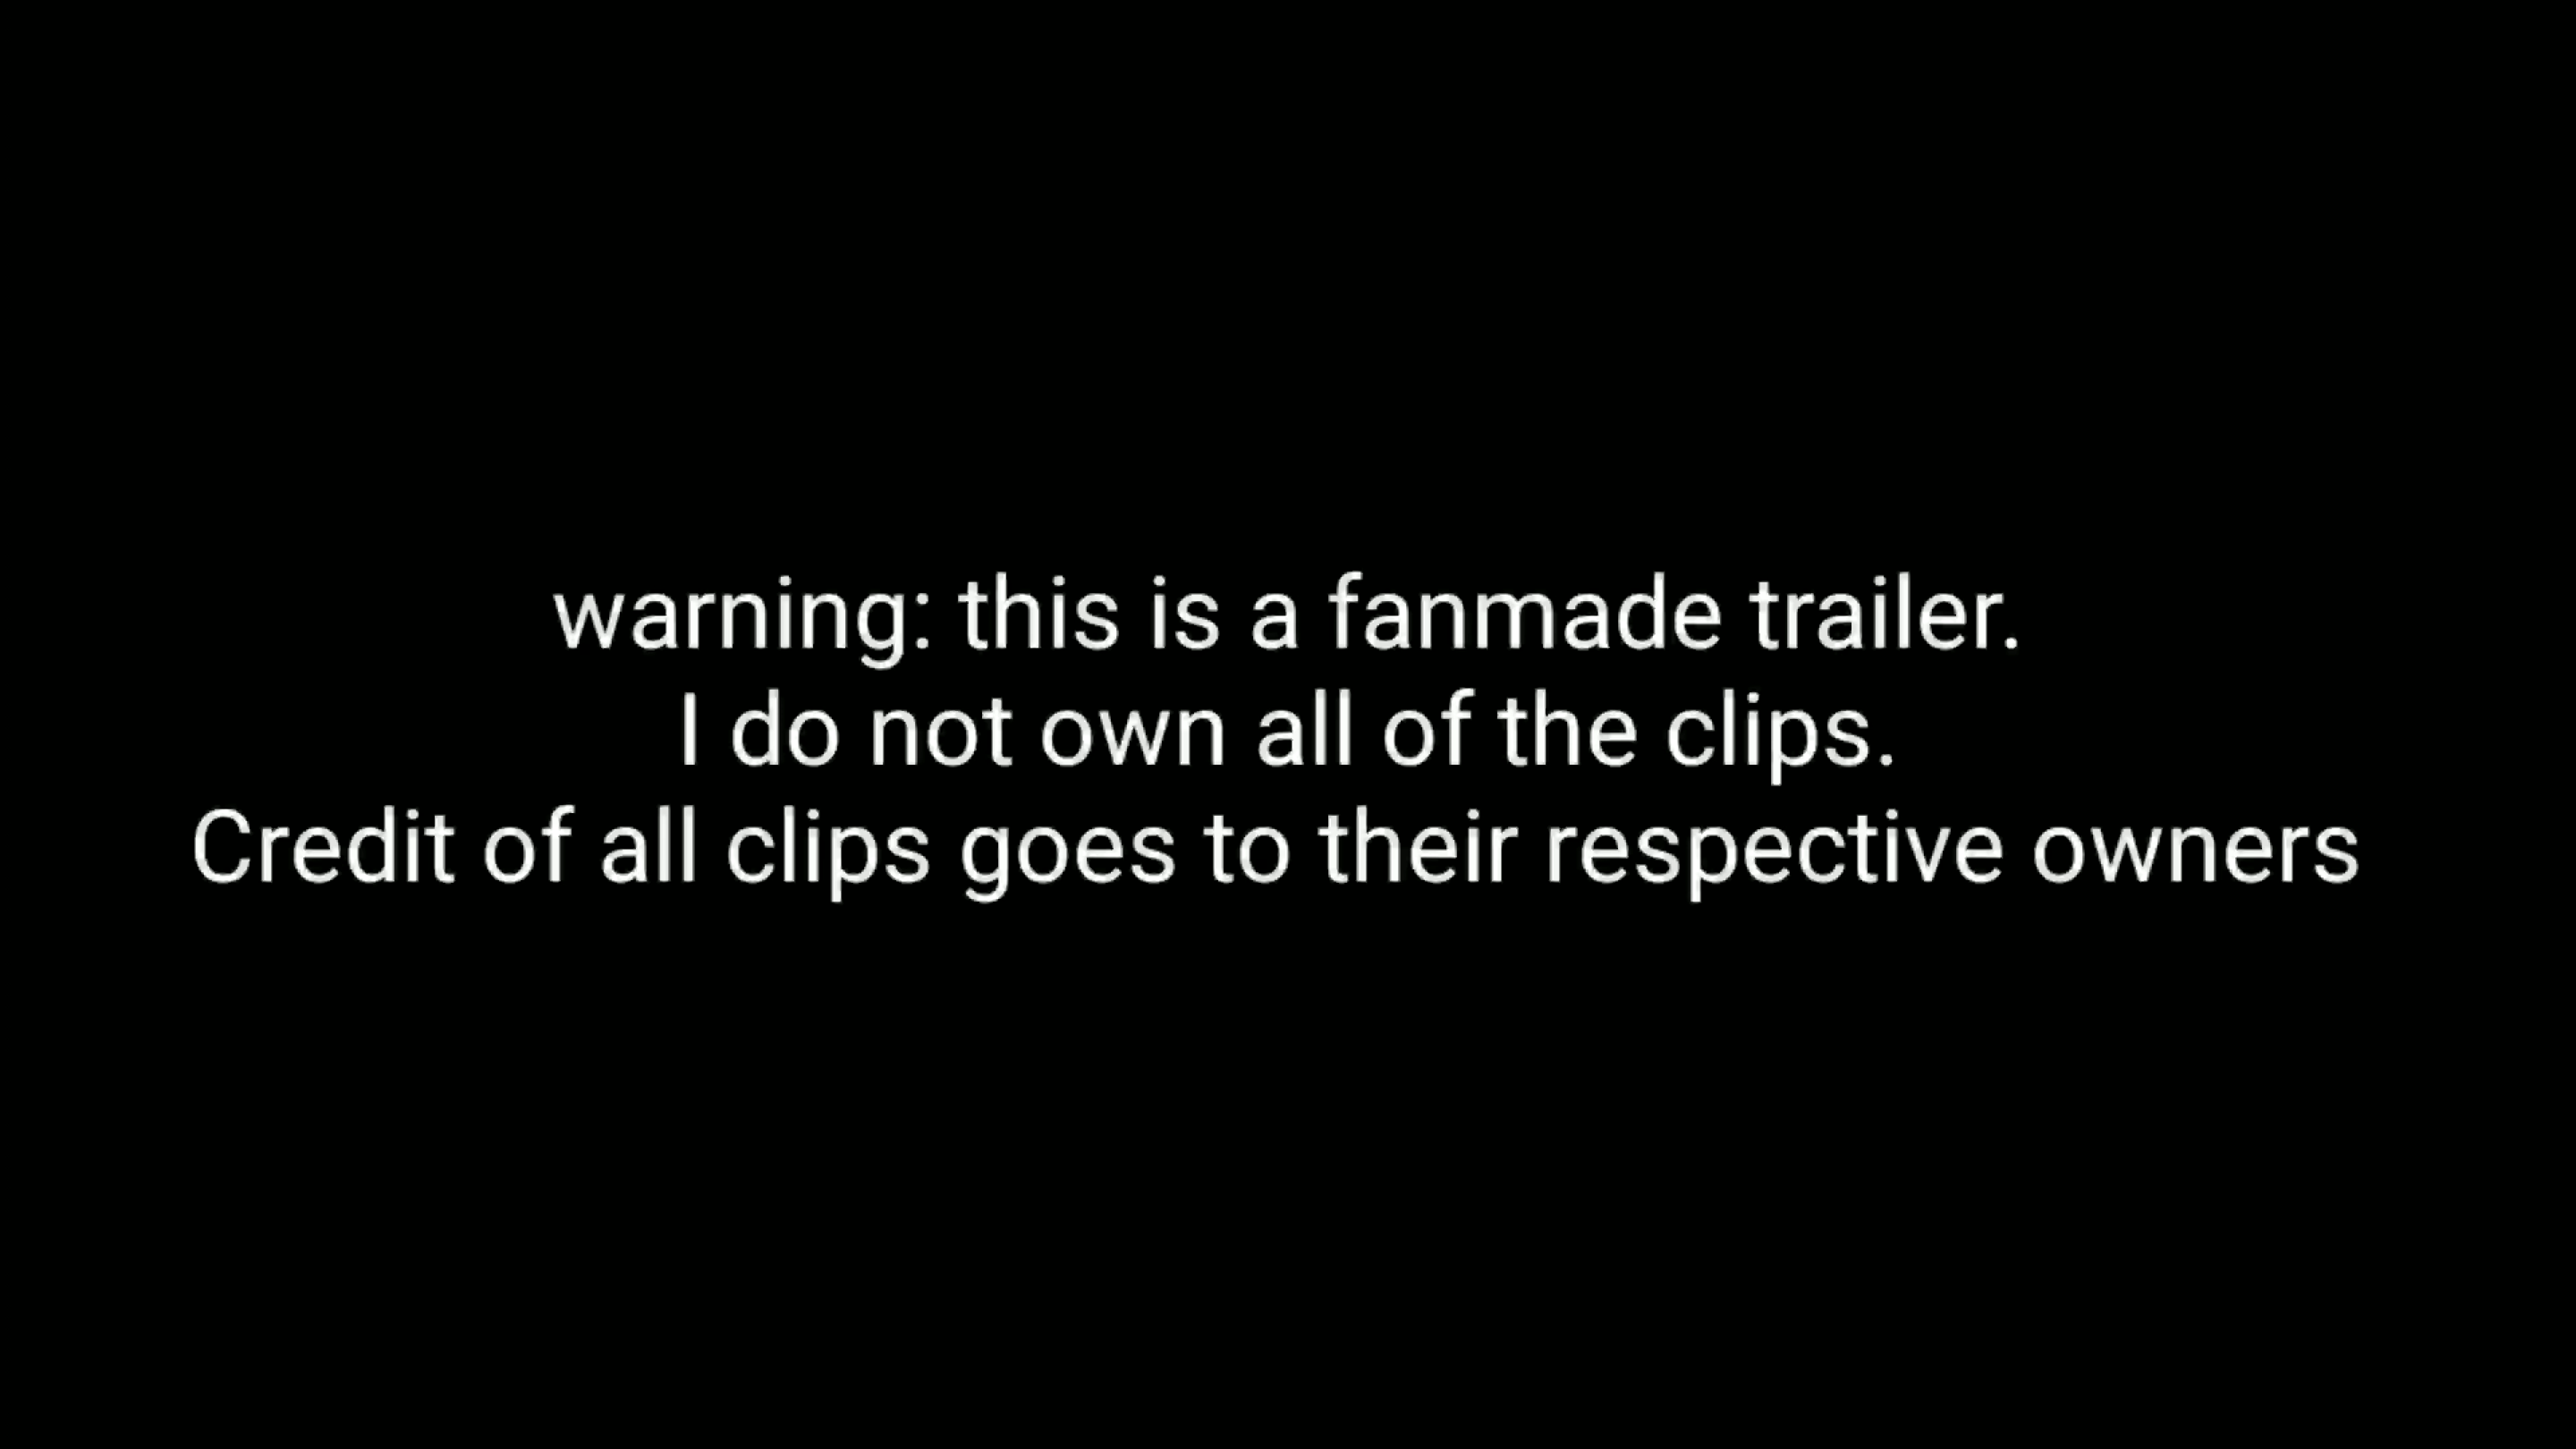 warning: this is a fanmade trailer.
I do not own all of the clips.
Credit of all clips goes to their respective owners